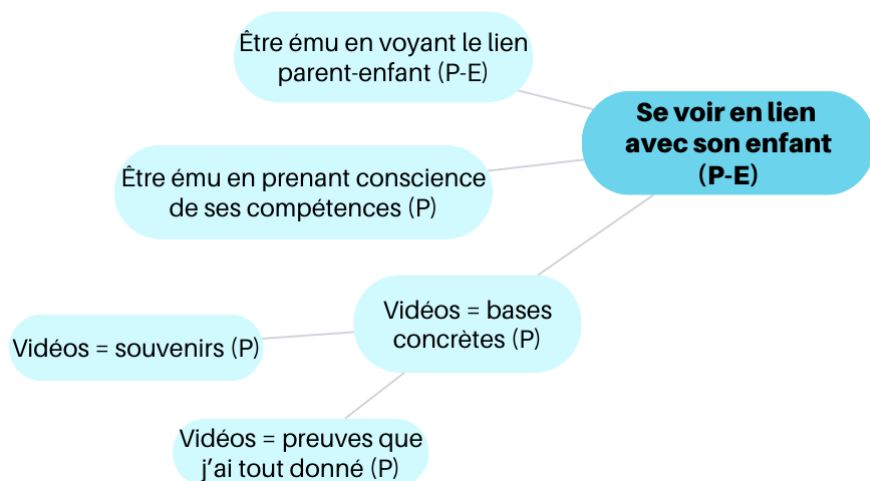 Être ému en voyant le lien
parent-enfant (P-E)
Se voir en lien
avec son enfant
(P-E)
Être ému en prenant conscience
de ses compétences (P)
Vidéos = bases
concrètes (P)
Vidéos = souvenirs (P)
Vidéos = preuves que
j’ai tout donné (P)